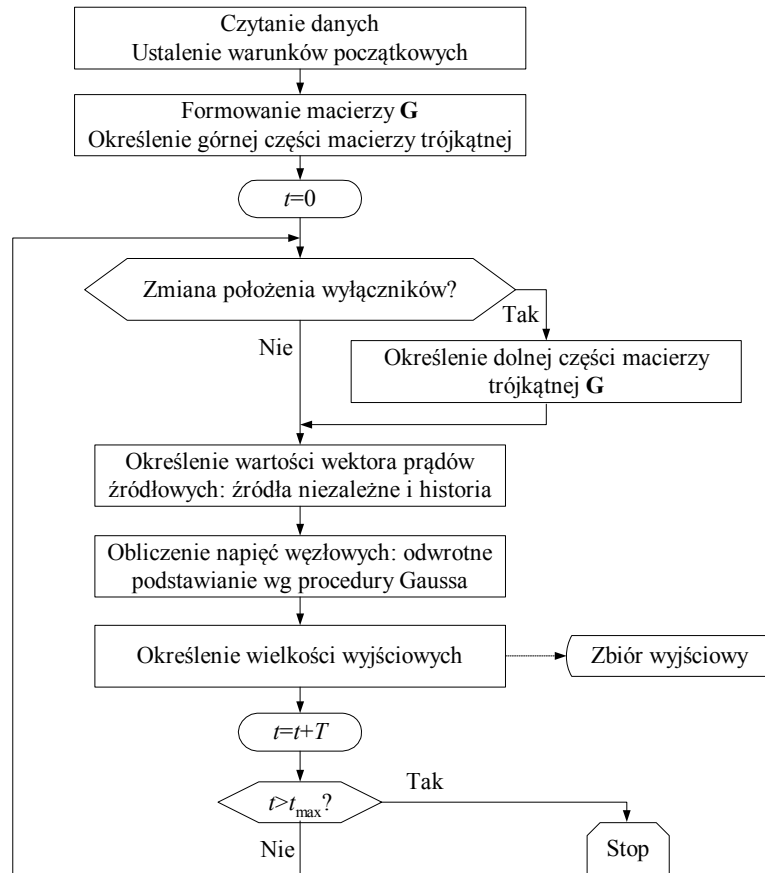 Czytanie danych
Ustalenie warunków początkowych
Formowanie macierzy G
Określenie górnej części macierzy trójkątnej
t=0
Zmiana położenia wyłączników?
Tak
Nie
Określenie dolnej części macierzy
trójkątnej G
Określenie wartości wektora prądów
źródłowych: źródła niezależne i historia
Obliczenie napięć węzłowych: odwrotne
podstawianie wg procedury Gaussa
Określenie wielkości wyjściowych
Zbiór wyjściowy
t=t+T
t>tmax?
Tak
Nie
Stop